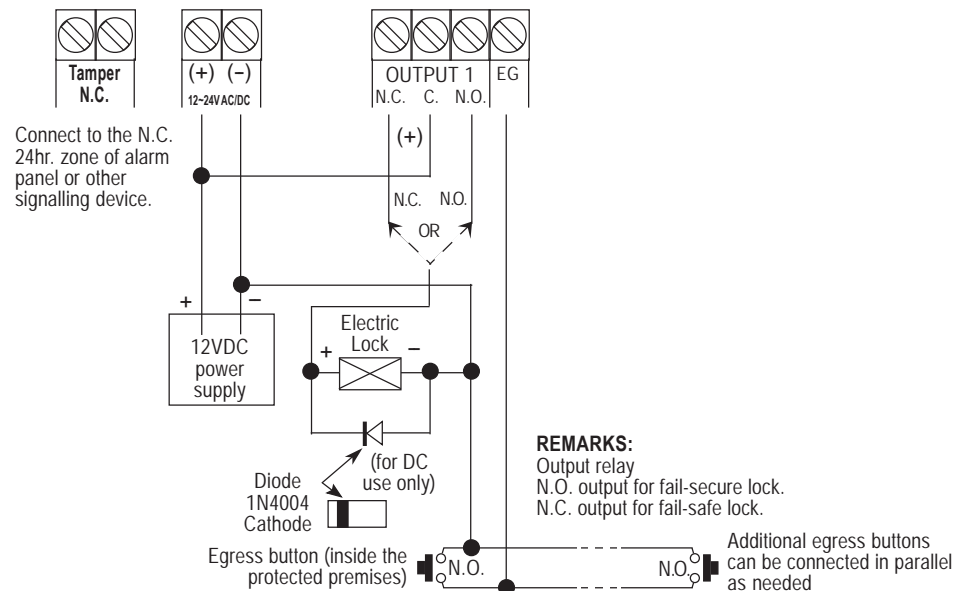 Tamper
N.C.
(+) (−)
12~24V AC/DC
OUTPUT 1
EG
N.C. C. N.O.
(+)
Connect to the N.C.
24hr. zone of alarm
panel or other
signalling device.
N.C. N.O.
OR
+ −
12VDC
power
supply
Electric
Lock
+ −
(for DC
use only)
Diode
1N4004
Cathode
REMARKS:
Output relay
N.O. output for fail-secure lock.
N.C. output for fail-safe lock.
Egress button (inside the
protected premises)
N.O.
N.O.
Additional egress buttons
can be connected in parallel
as needed